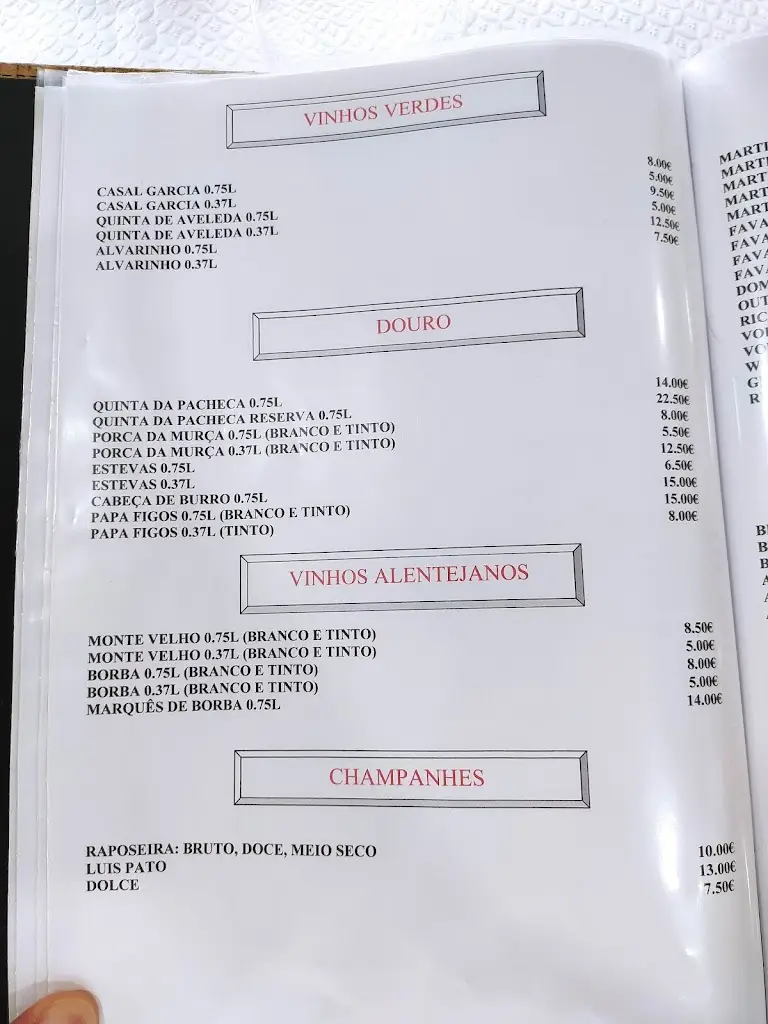 VINHOS VERDES
CASAL GARCIA 0.75L 8.00€
CASAL GARCIA 0.37L 5.00€
QUINTA DE AVELEDA 0.75L 9.50€
QUINTA DE AVELEDA 0.37L 5.00€
ALVARINHO 0.75L 12.50€
ALVARINHO 0.37L 7.50€
DOURO
QUINTA DA PACHECA 0.75L 14.00€
QUINTA DA PACHECA RESERVA 0.75L 22.50€
PORCA DA MURÇA 0.75L (BRANCO E TINTO) 8.00€
PORCA DA MURÇA 0.37L (BRANCO E TINTO) 5.50€
ESTEVAS 0.75L 12.50€
ESTEVAS 0.37L 6.50€
CABEÇA DE BURRO 0.75L 15.00€
PAPA FIGOS 0.75L (BRANCO E TINTO) 15.00€
PAPA FIGOS 0.37L (TINTO) 8.00€
VINHOS ALENTEJANOS
MONTE VELHO 0.75L (BRANCO E TINTO) 8.50€
MONTE VELHO 0.37L (BRANCO E TINTO) 5.00€
BORBA 0.75L (BRANCO E TINTO) 8.00€
BORBA 0.37L (BRANCO E TINTO) 5.00€
MARQUÊS DE BORBA 0.75L 14.00€
CHAMPANHES
RAPOSEIRA: BRUTO, DOCE, MEIO SECO 10.00€
LUIS PATO 13.00€
DOLCE 7.50€